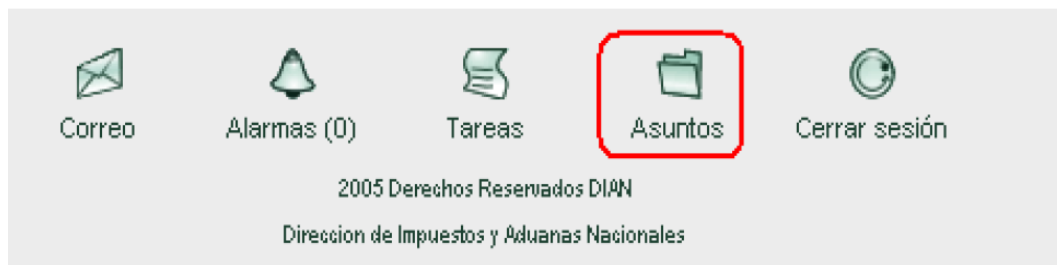 Correo Alarmas (0) Tareas Asuntos Cerrar sesión
2005 Derechos Reservados DIAN
Direccion de Impuestos y Aduanas Nacionales